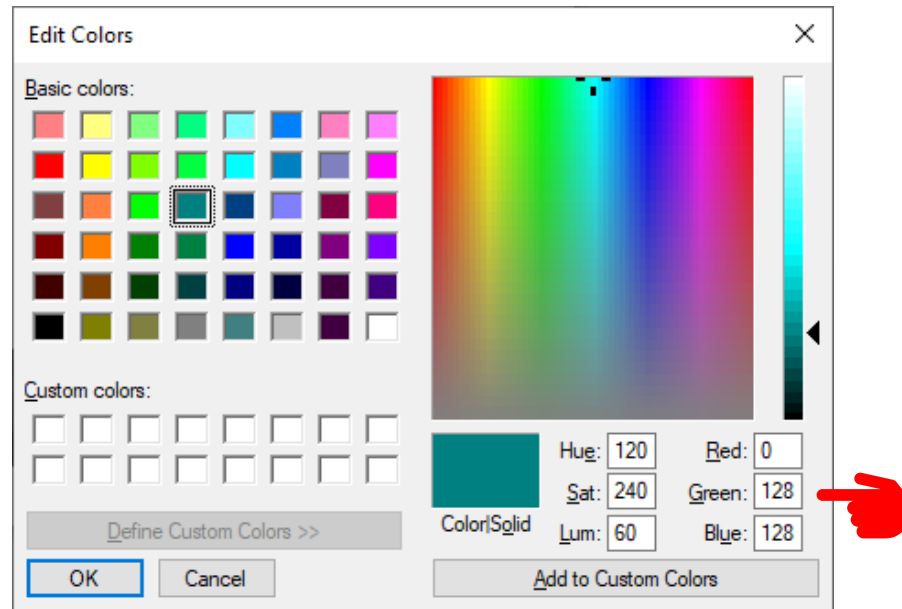 Edit Colors
Basic colors:
Custom colors:
Define Custom Colors >>
OK Cancel
Color|Solid
Hue: 120 Red: 0
Sat: 240 Green: 128
Lum: 60 Blue: 128
Add to Custom Colors